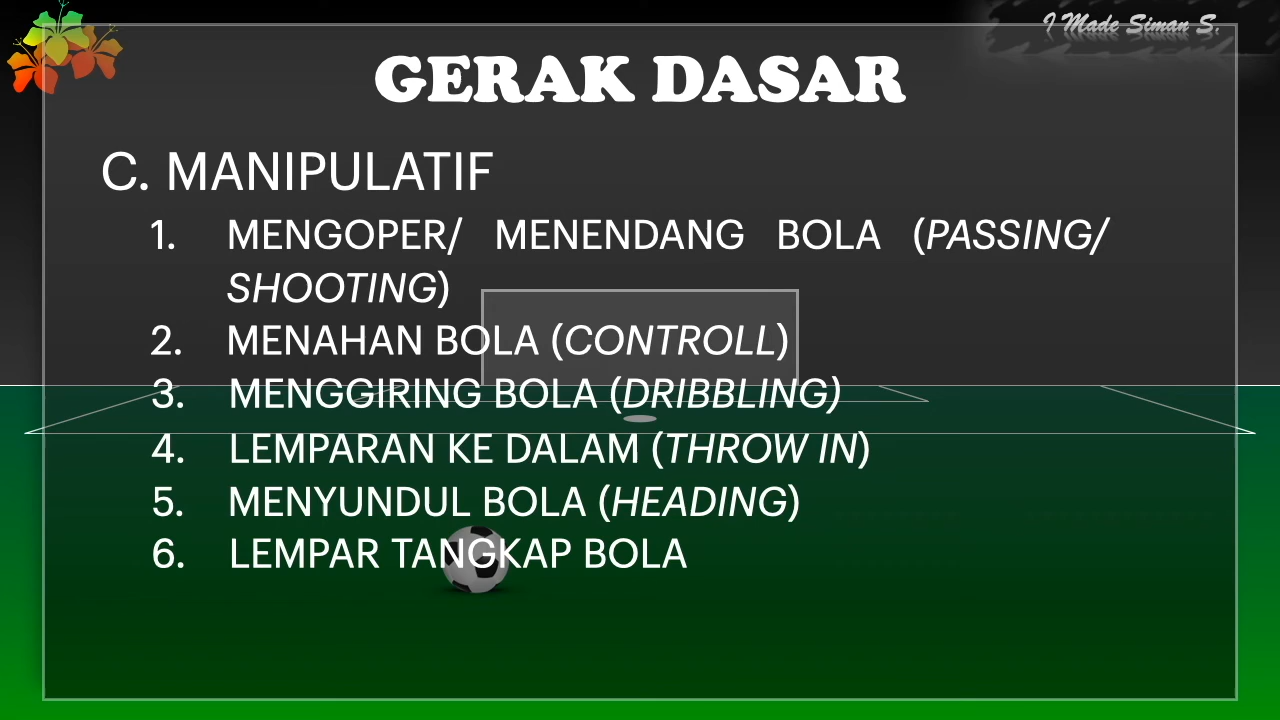 I Made Siman S.
GERAK DASAR
C. MANIPULATIF
1. MENGOPER/ MENENDANG BOLA (PASSING/
SHOOTING)
2. MENAHAN BOLA (CONTROLL)
3. MENGGIRING BOLA (DRIBBLING)
4. LEMPARAN KE DALAM (THROW IN)
5. MENYUNDUL BOLA (HEADING)
6. LEMPAR TANGKAP BOLA